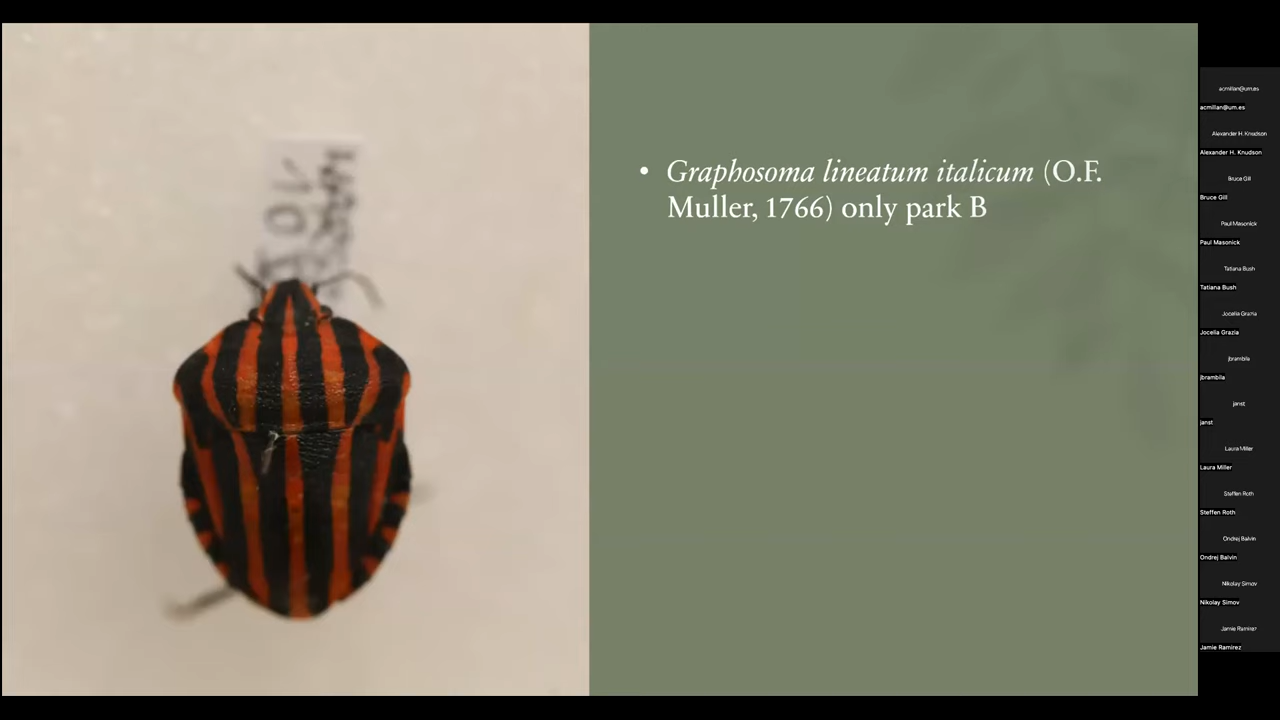 • Graphosoma lineatum italicum (O.F.
Muller, 1766) only park B
acmillan@um.es
acmillan@um.es
Alexander H. Knudson
Alexander H. Knudson
Bruce Gill
Bruce Gill
Paul Masonick
Paul Masonick
Tatiana Bush
Tatiana Bush
Jocelia Grazia
Jocelia Grazia
jbrambila
jbrambila
janst
janst
Laura Miller
Laura Miller
Steffen Roth
Steffen Roth
Ondrej Balvin
Ondrej Balvin
Nikolay Simov
Nikolay Simov
Jamie Ramirez
Jamie Ramirez